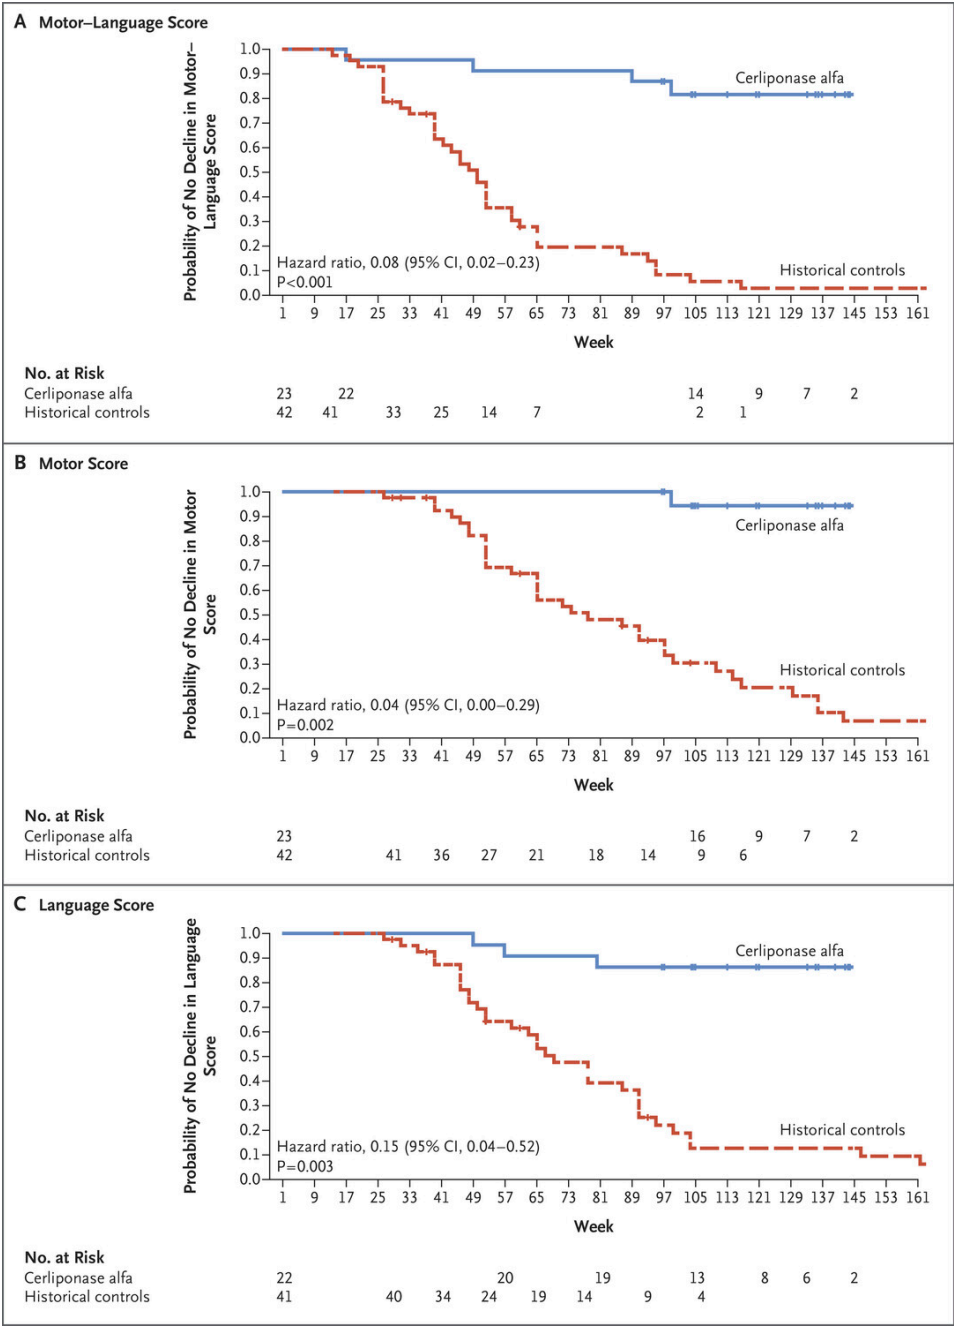 A Motor–Language Score
Probability of No Decline in Motor–
Language Score
1.0
0.9
0.8
0.7
0.6
0.5
0.4
0.3
0.2
0.1
0.0
Cerliponase alfa
Historical controls
Hazard ratio, 0.08 (95% CI, 0.02–0.23)
P<0.001
1 9 17 25 33 41 49 57 65 73 81 89 97 105 113 121 129 137 145 153 161
Week
No. at Risk
Cerliponase alfa 23 22 14 9 7 2
Historical controls 42 41 33 25 14 7 2 1
B Motor Score
Probability of No Decline in Motor
Score
1.0
0.9
0.8
0.7
0.6
0.5
0.4
0.3
0.2
0.1
0.0
Cerliponase alfa
Historical controls
Hazard ratio, 0.04 (95% CI, 0.00–0.29)
P=0.002
1 9 17 25 33 41 49 57 65 73 81 89 97 105 113 121 129 137 145 153 161
Week
No. at Risk
Cerliponase alfa 23 16 9 7 2
Historical controls 42 41 36 27 21 18 14 9 6
C Language Score
Probability of No Decline in Language
Score
1.0
0.9
0.8
0.7
0.6
0.5
0.4
0.3
0.2
0.1
0.0
Cerliponase alfa
Historical controls
Hazard ratio, 0.15 (95% CI, 0.04–0.52)
P=0.003
1 9 17 25 33 41 49 57 65 73 81 89 97 105 113 121 129 137 145 153 161
Week
No. at Risk
Cerliponase alfa 22 20 19 13 8 6 2
Historical controls 41 40 34 24 19 14 9 4